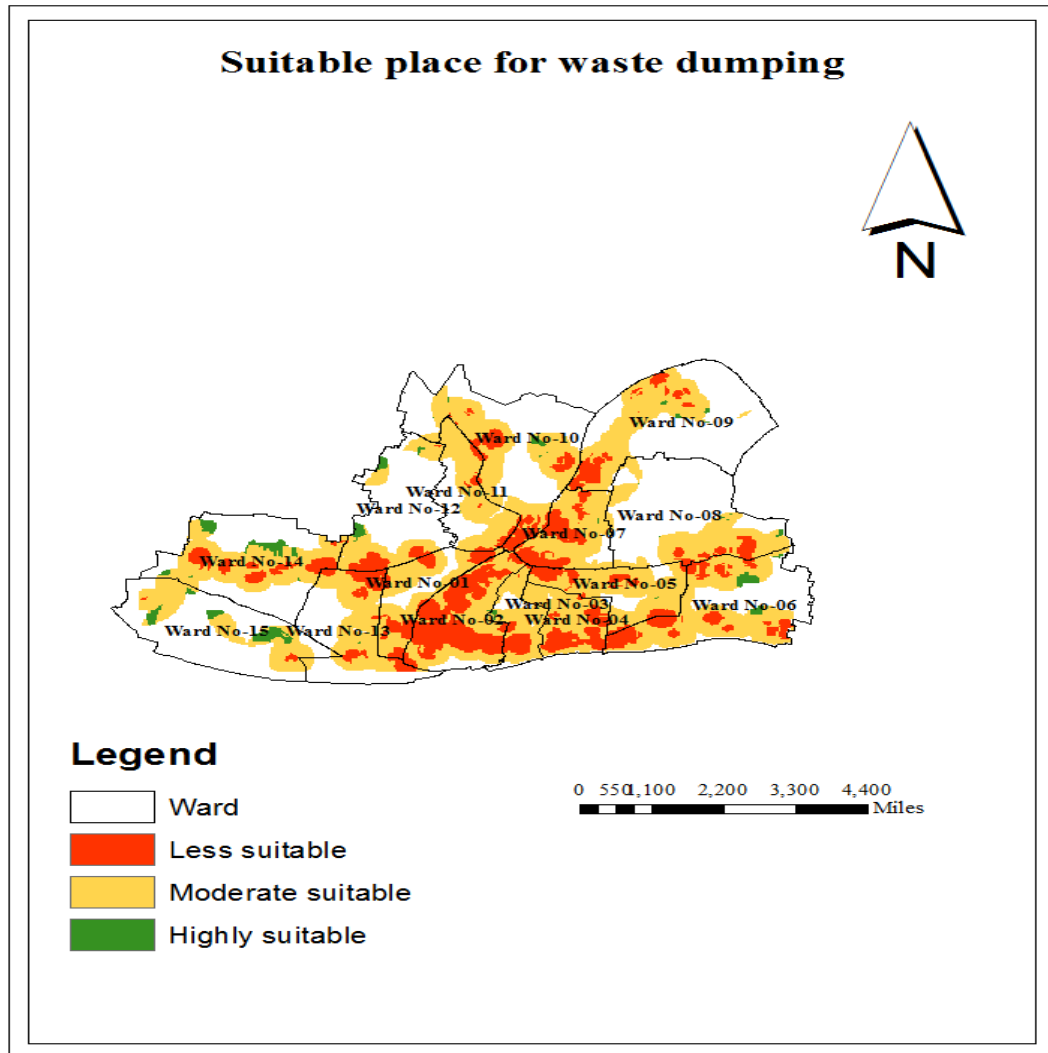 Suitable place for waste dumping
N
Ward No-09
Ward No-10
Ward No-11
Ward No-12
Ward No-08
Ward No-07
Ward No-14
Ward No-01
Ward No-05
Ward No-03
Ward No-06
Ward No-02
Ward No-04
Ward No-15
Ward No-13
Legend
Ward
Less suitable
Moderate suitable
Highly suitable
0 550 1,100 2,200 3,300 4,400
Miles